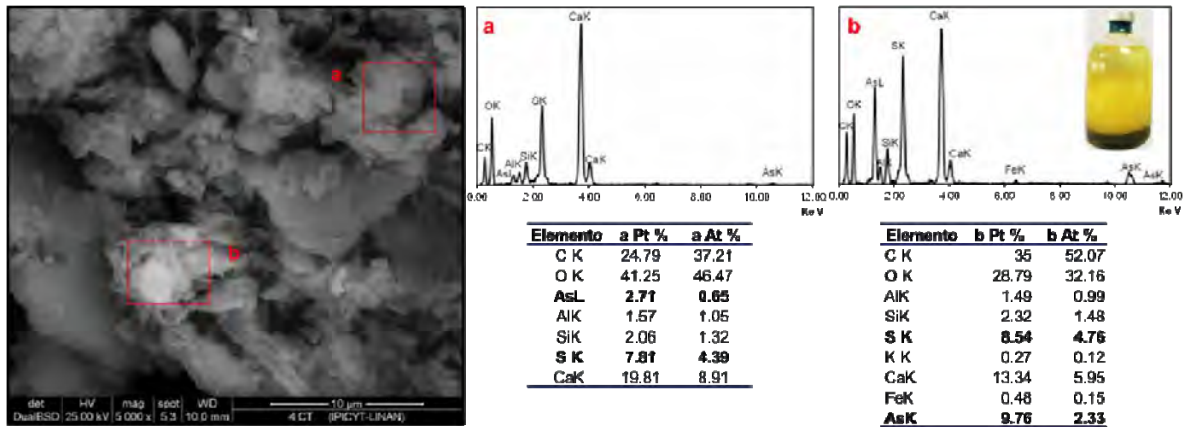 a
b
det HV mag spot WD 10 µm
DualBSD 25.00 kV 5 000 x 5.3 10.0 mm 4 CT (IPICYT-LINAN)
a
CaK
OK
OK
CK
AsL
AlK
SiK
CaK
AsK
0.00 2.00 4.00 6.00 8.00 10.00 12.00
Ke V
Elemento a Pt % a At %
C K 24.79 37.21
O K 41.25 46.47
AsL 2.71 0.65
AlK 1.57 1.05
SiK 2.06 1.32
S K 7.81 4.39
CaK 19.81 8.91
b
CaK
SK
AsL
OK
CK
SiK
CaK
FeK
AsK
AsK
0.00 2.00 4.00 6.00 8.00 10.00 12.00
Ke V
Elemento b Pt % b At %
C K 35 52.07
O K 28.79 32.16
AlK 1.49 0.99
SiK 2.32 1.48
S K 8.54 4.76
K K 0.27 0.12
CaK 13.34 5.95
FeK 0.48 0.15
AsK 9.76 2.33